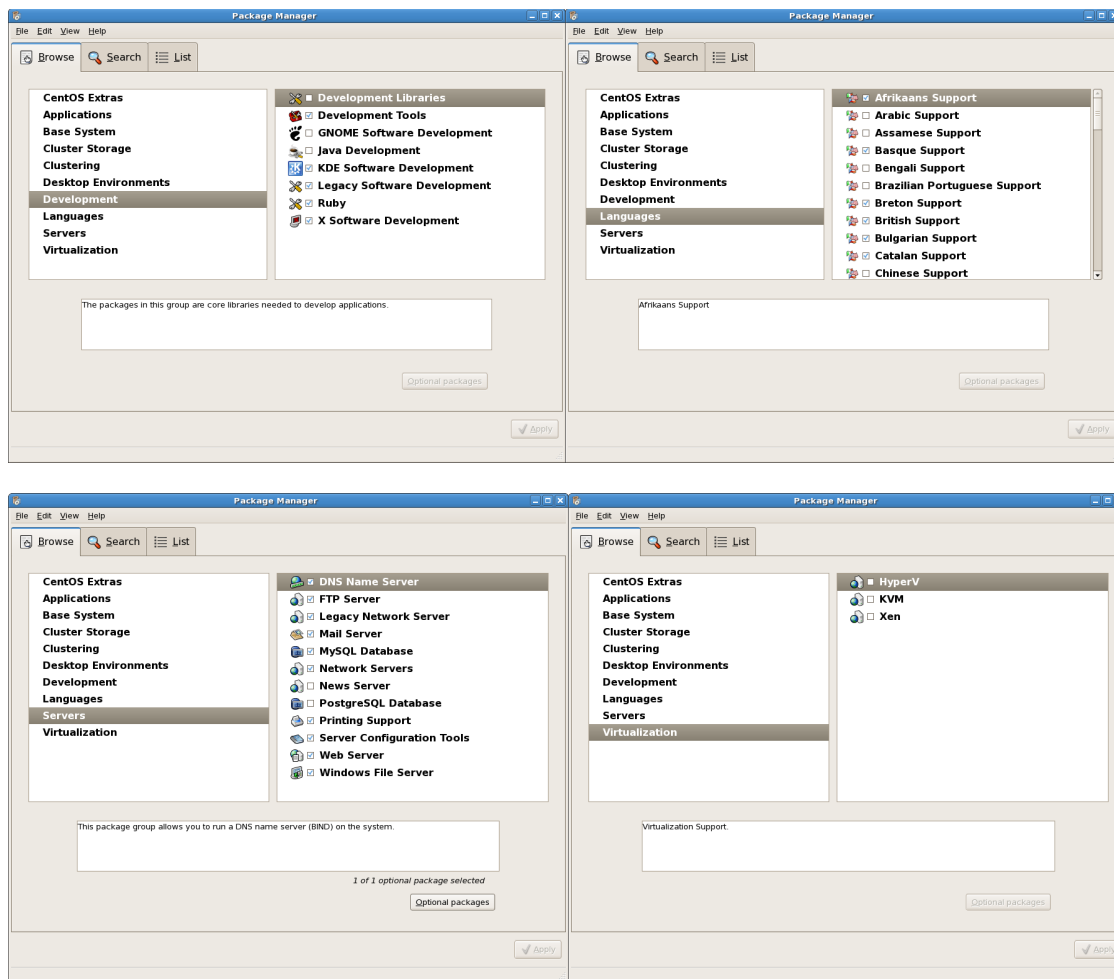 Package Manager
File Edit View Help
Browse Search List
CentOS Extras
Applications
Base System
Cluster Storage
Clustering
Desktop Environments
Development
Languages
Servers
Virtualization
Development Libraries
Development Tools
GNOME Software Development
Java Development
KDE Software Development
Legacy Software Development
Ruby
X Software Development
The packages in this group are core libraries needed to develop applications.
Optional packages
Apply
Package Manager
File Edit View Help
Browse Search List
CentOS Extras
Applications
Base System
Cluster Storage
Clustering
Desktop Environments
Development
Languages
Servers
Virtualization
Afrikaans Support
Arabic Support
Assamese Support
Basque Support
Bengali Support
Brazilian Portuguese Support
Breton Support
British Support
Bulgarian Support
Catalan Support
Chinese Support
Afrikaans Support
Optional packages
Apply
Package Manager
File Edit View Help
Browse Search List
CentOS Extras
Applications
Base System
Cluster Storage
Clustering
Desktop Environments
Development
Languages
Servers
Virtualization
DNS Name Server
FTP Server
Legacy Network Server
Mail Server
MySQL Database
Network Servers
News Server
PostgreSQL Database
Printing Support
Server Configuration Tools
Web Server
Windows File Server
This package group allows you to run a DNS name server (BIND) on the system.
1 of 1 optional package selected
Optional packages
Apply
Package Manager
File Edit View Help
Browse Search List
CentOS Extras
Applications
Base System
Cluster Storage
Clustering
Desktop Environments
Development
Languages
Servers
Virtualization
HyperV
KVM
Xen
Virtualization Support.
Optional packages
Apply